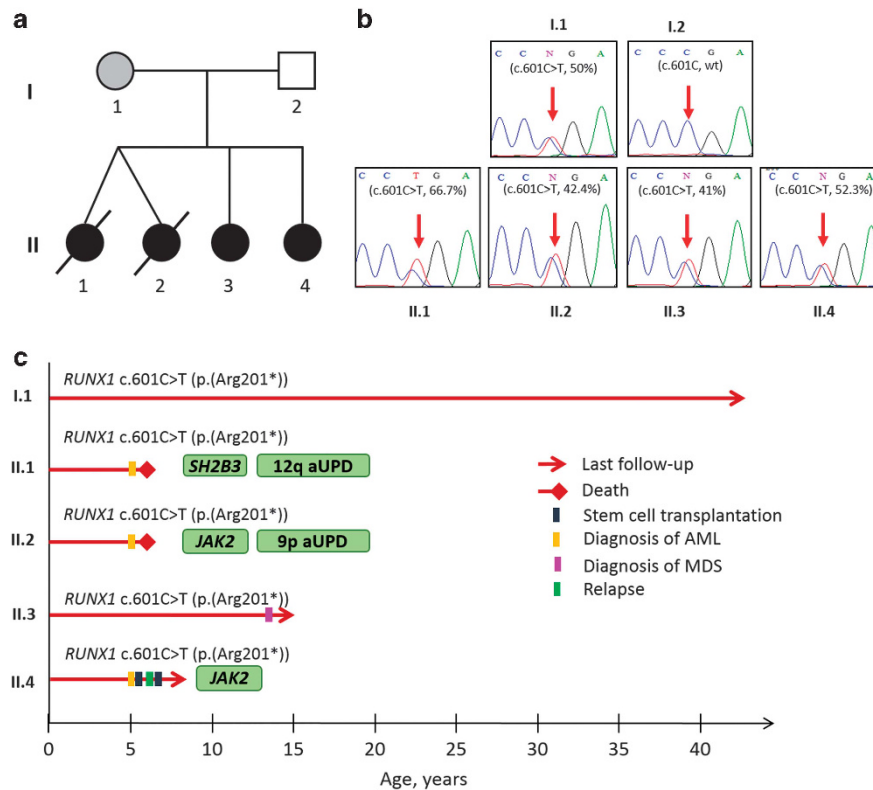 a
I
1
2
II
1
2
3
4
b
I.1
I.2
C C N G A
(c.601C>T, 50%)
C C C G A
(c.601C, wt)
C C T G A
(c.601C>T, 66.7%)
C C N G A
(c.601C>T, 42.4%)
C C N G A
(c.601C>T, 41%)
C C N G A
(c.601C>T, 52.3%)
II.1
II.2
II.3
II.4
c
RUNX1 c.601C>T (p.(Arg201*))
I.1
RUNX1 c.601C>T (p.(Arg201*))
II.1
SH2B3
12q aUPD
RUNX1 c.601C>T (p.(Arg201*))
II.2
JAK2
9p aUPD
RUNX1 c.601C>T (p.(Arg201*))
II.3
RUNX1 c.601C>T (p.(Arg201*))
II.4
JAK2
Last follow-up
Death
Stem cell transplantation
Diagnosis of AML
Diagnosis of MDS
Relapse
0 5 10 15 20 25 30 35 40
Age, years